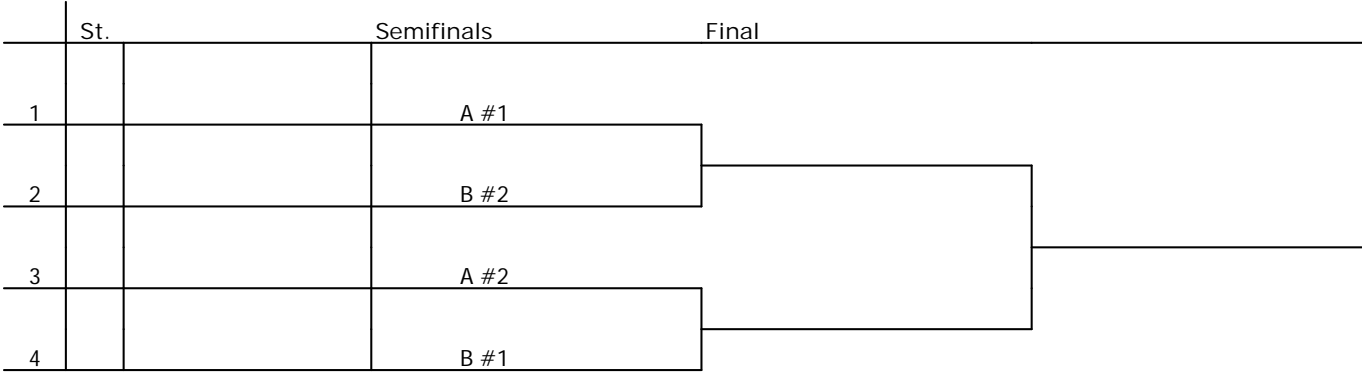 St. Semifinals Final
1 A #1
2 B #2
3 A #2
4 B #1